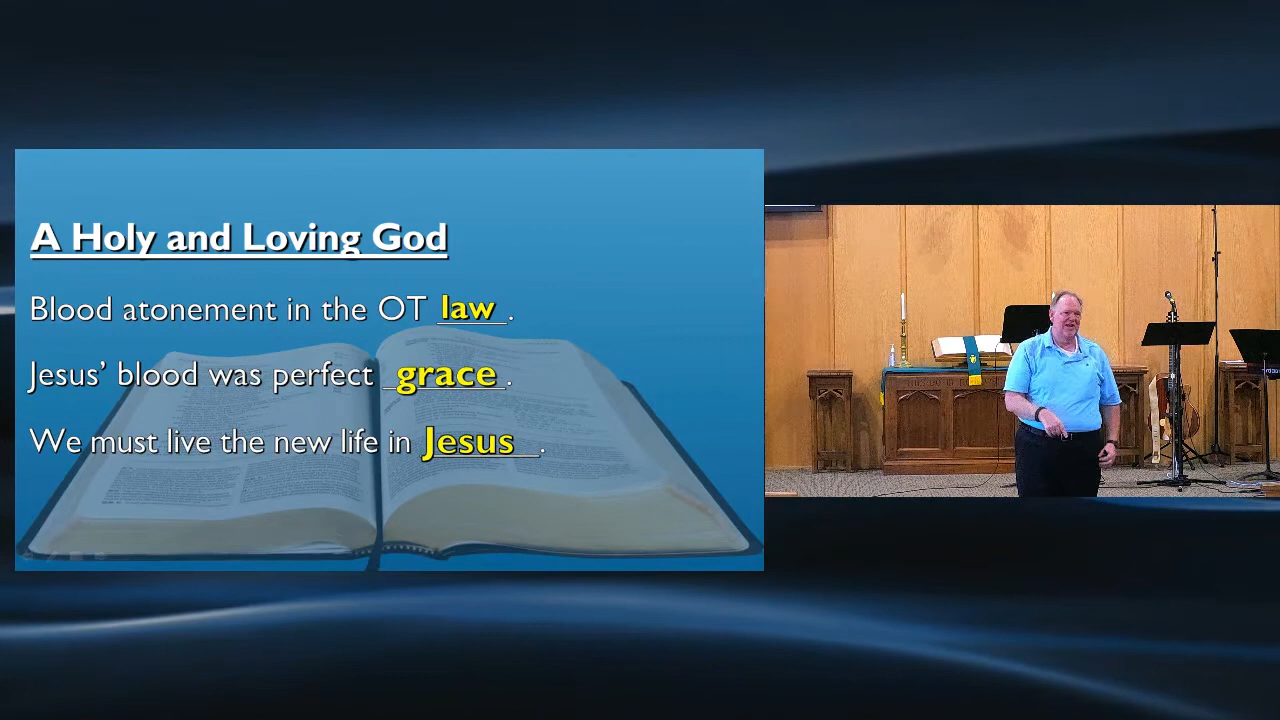 A Holy and Loving God
Blood atonement in the OT law.
Jesus’ blood was perfect grace.
We must live the new life in Jesus.